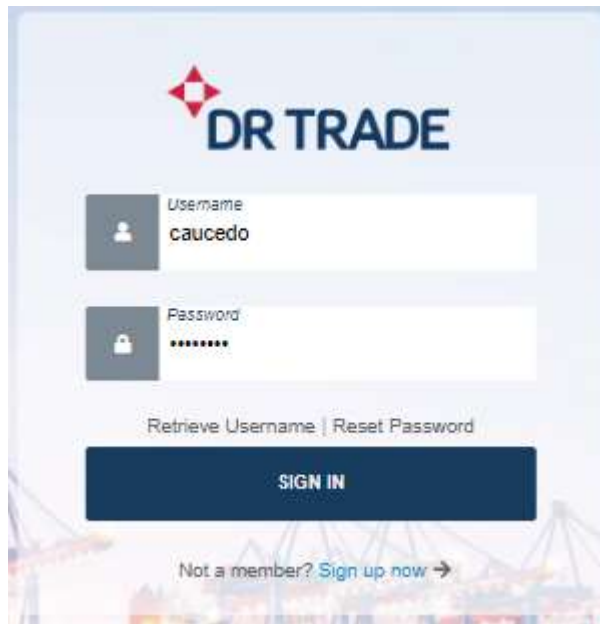 DR TRADE
Username
caucedo
Password
••••••••
Retrieve Username | Reset Password
SIGN IN
Not a member? Sign up now →